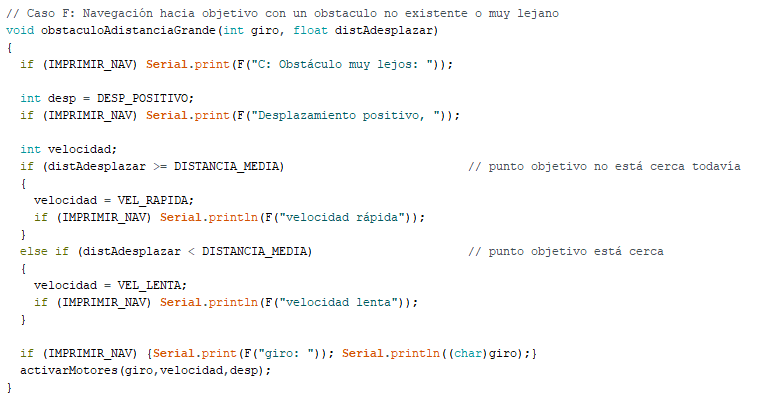 // Caso F: Navegación hacia objetivo con un obstaculo no existente o muy lejano
void obstaculoAdistanciaGrande(int giro, float distAdesplazar)
{
  if (IMPRIMIR_NAV) Serial.print(F("C: Obstáculo muy lejos: "));

  int desp = DESP_POSITIVO;
  if (IMPRIMIR_NAV) Serial.print(F("Desplazamiento positivo, "));

  int velocidad;
  if (distAdesplazar >= DISTANCIA_MEDIA)                          // punto objetivo no está cerca todavía
  {
    velocidad = VEL_RAPIDA;
    if (IMPRIMIR_NAV) Serial.println(F("velocidad rápida"));
  }
  else if (distAdesplazar < DISTANCIA_MEDIA)                      // punto objetivo está cerca
  {
    velocidad = VEL_LENTA;
    if (IMPRIMIR_NAV) Serial.println(F("velocidad lenta"));
  }

  if (IMPRIMIR_NAV) {Serial.print(F("giro: ")); Serial.println((char)giro);}
  activarMotores(giro,velocidad,desp);
}